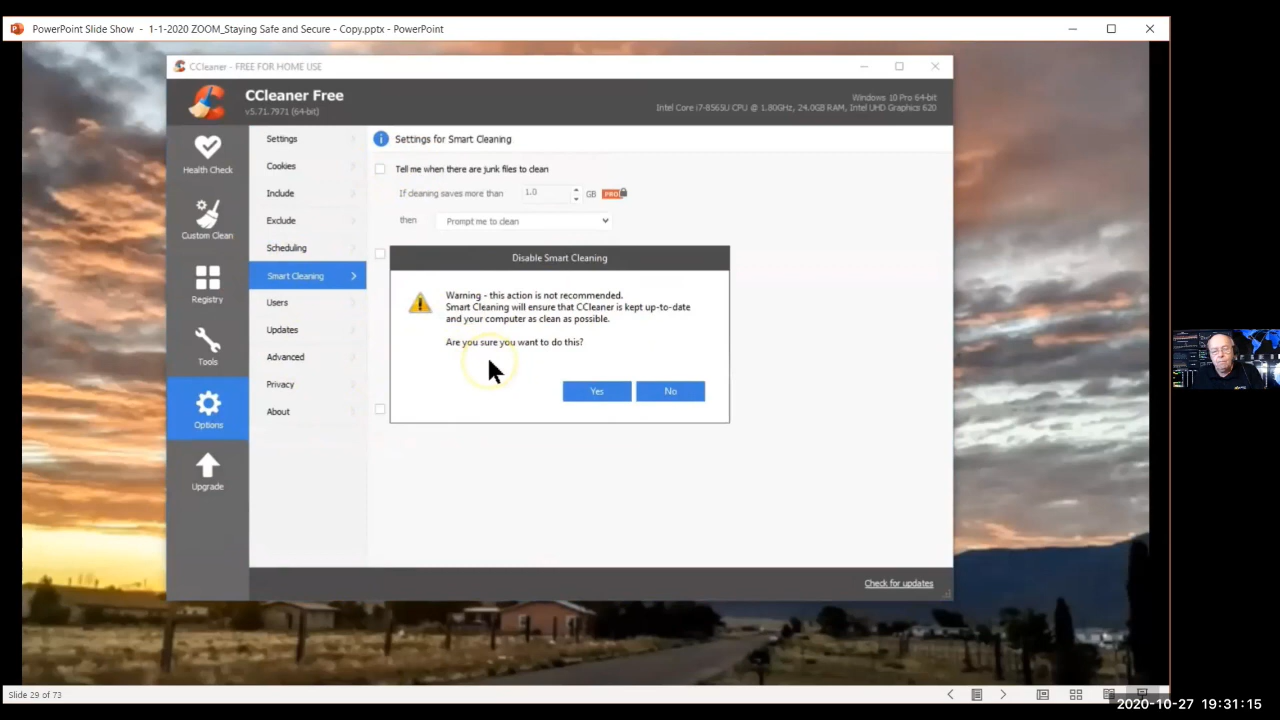 PowerPoint Slide Show - 1-1-2020 ZOOM_Staying Safe and Secure - Copy.pptx - PowerPoint
CCleaner - FREE FOR HOME USE
CCleaner Free
v5.71.7971 (64-bit)
Windows 10 Pro 64-bit
Intel Core i7-8565U CPU @ 1.80GHz, 24.0GB RAM, Intel UHD Graphics 620
Health Check
Custom Clean
Registry
Tools
Options
Upgrade
Settings
Cookies
Include
Exclude
Scheduling
Smart Cleaning
Users
Updates
Advanced
Privacy
About
Settings for Smart Cleaning
Tell me when there are junk files to clean
If cleaning saves more than 1.0 GB PRO
then Prompt me to clean
Disable Smart Cleaning
Warning - this action is not recommended.
Smart Cleaning will ensure that CCleaner is kept up-to-date
and your computer as clean as possible.
Are you sure you want to do this?
Yes No
Check for updates
Slide 29 of 73
2020-10-27 19:31:15